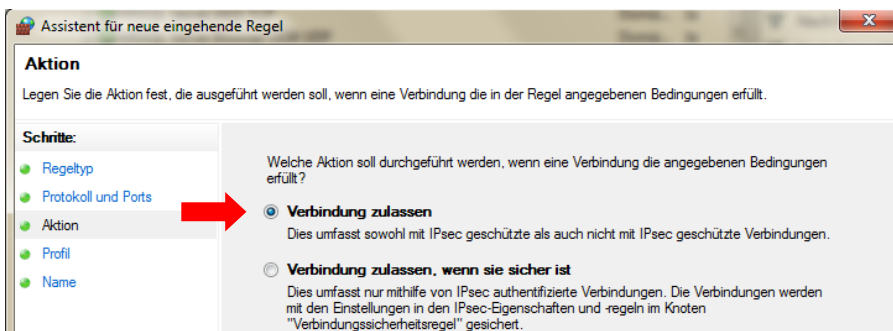 Assistent für neue eingehende Regel
Aktion
Legen Sie die Aktion fest, die ausgeführt werden soll, wenn eine Verbindung die in der Regel angegebenen Bedingungen erfüllt.
Schritte:
Regeltyp
Protokoll und Ports
Aktion
Profil
Name
Welche Aktion soll durchgeführt werden, wenn eine Verbindung die angegebenen Bedingungen
erfüllt?
Verbindung zulassen
Dies umfasst sowohl mit IPsec geschützte als auch nicht mit IPsec geschützte Verbindungen.
Verbindung zulassen, wenn sie sicher ist
Dies umfasst nur mithilfe von IPsec authentifizierte Verbindungen. Die Verbindungen werden
mit den Einstellungen in den IPsec-Eigenschaften und -regeln im Knoten
"Verbindungssicherheitsregel" gesichert.